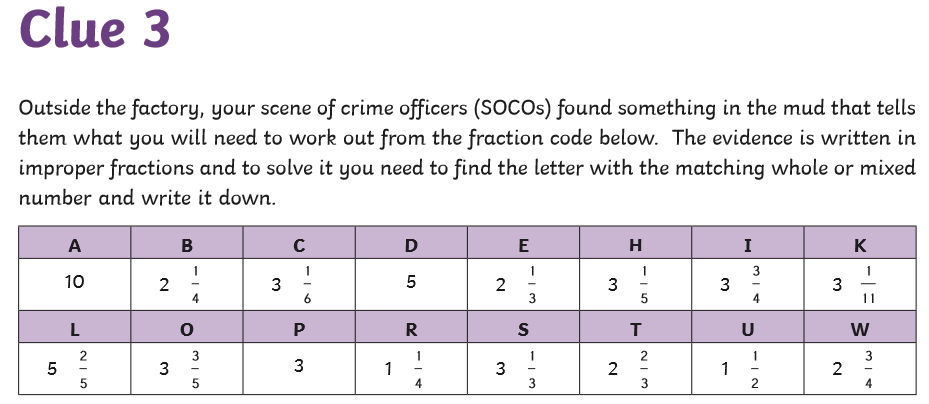 Clue 3
Outside the factory, your scene of crime officers (SOCOs) found something in the mud that tells
them what you will need to work out from the fraction code below.  The evidence is written in
improper fractions and to solve it you need to find the letter with the matching whole or mixed
number and write it down.
A B C D E H I K
10 2 1/4 3 1/6 5 2 1/3 3 1/5 3 3/4 3 1/11
L O P R S T U W
5 2/5 3 3/5 3 1 1/4 3 1/3 2 2/3 1 1/2 2 3/4